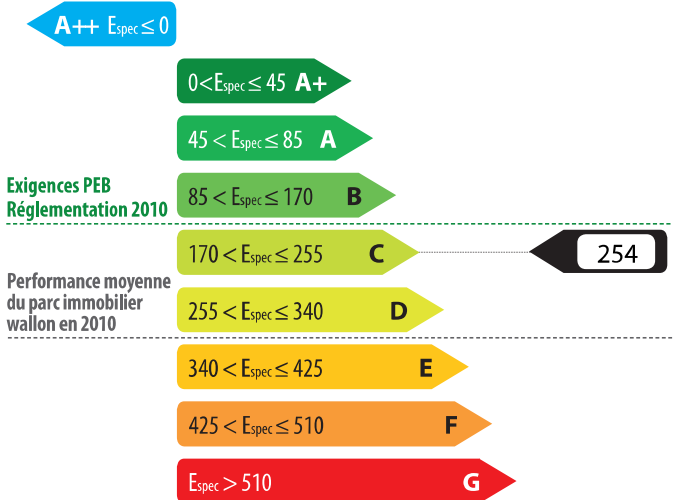 A++ Espec ≤ 0
0 < Espec ≤ 45 A+
45 < Espec ≤ 85 A
Exigences PEB
Réglementation 2010
85 < Espec ≤ 170 B
170 < Espec ≤ 255 C
254
Performance moyenne
du parc immobilier
wallon en 2010
255 < Espec ≤ 340 D
340 < Espec ≤ 425 E
425 < Espec ≤ 510 F
Espec > 510 G